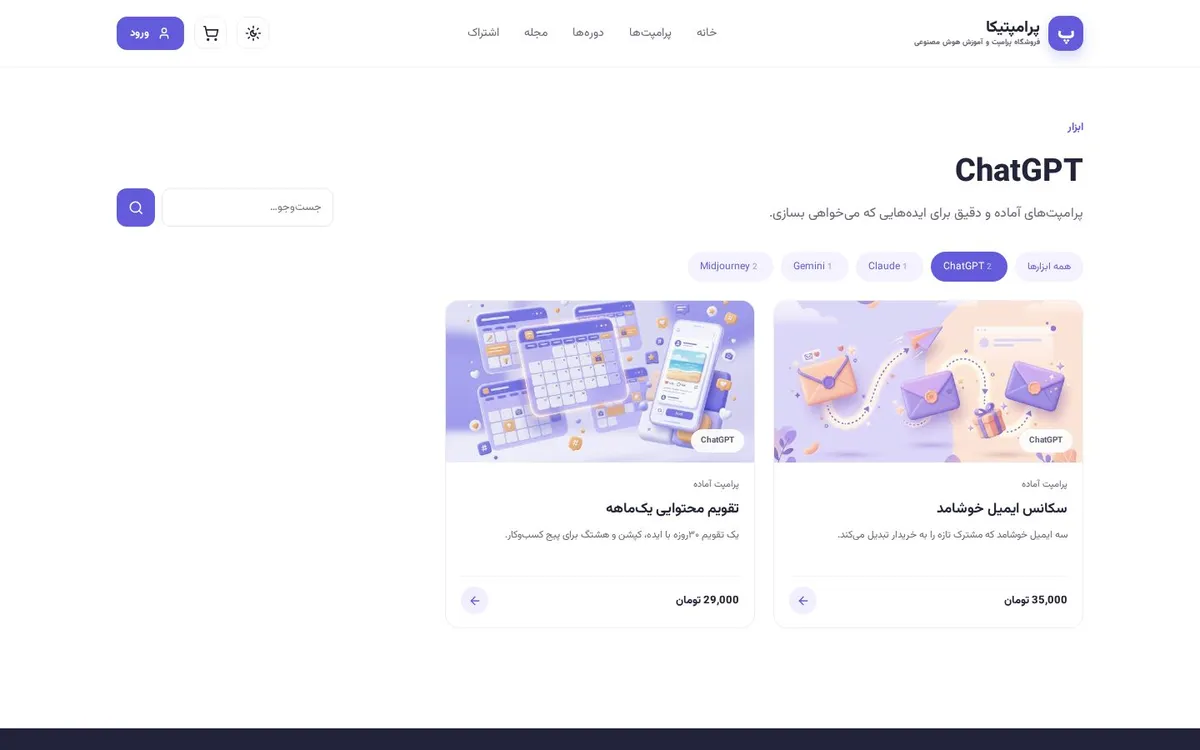 پرامپتیکا
فروشگاه پرامپت و آموزش هوش مصنوعی
خانه
پرامپت‌ها
دوره‌ها
مجله
اشتراک
ورود
ابزار
ChatGPT
پرامپت‌های آماده و دقیق برای ایده‌هایی که می‌خواهی بسازی.
جست‌وجو...
همه ابزارها
ChatGPT 2
Claude 1
Gemini 1
Midjourney 2
ChatGPT
پرامپت آماده
سکانس ایمیل خوشامد
سه ایمیل خوشامد که مشترک تازه را به خریدار تبدیل می‌کند.
35,000 تومان
ChatGPT
پرامپت آماده
تقویم محتوایی یک‌ماهه
یک تقویم ۳۰روزه با ایده، کپشن و هشتگ برای پیج کسب‌وکار.
29,000 تومان